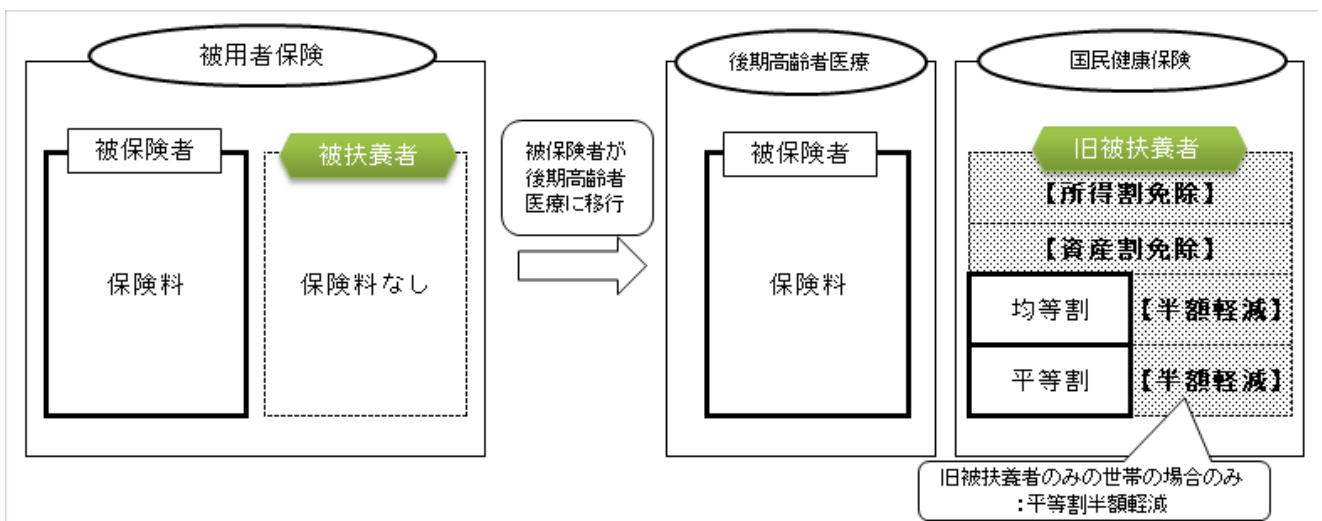 被用者保険
被保険者
保険料
被扶養者
保険料なし
被保険者が
後期高齢者
医療に移行
後期高齢者医療
被保険者
保険料
国民健康保険
旧被扶養者
【所得割免除】
【資産割免除】
均等割
【半額軽減】
平等割
【半額軽減】
旧被扶養者のみの世帯の場合のみ
:平等割半額軽減